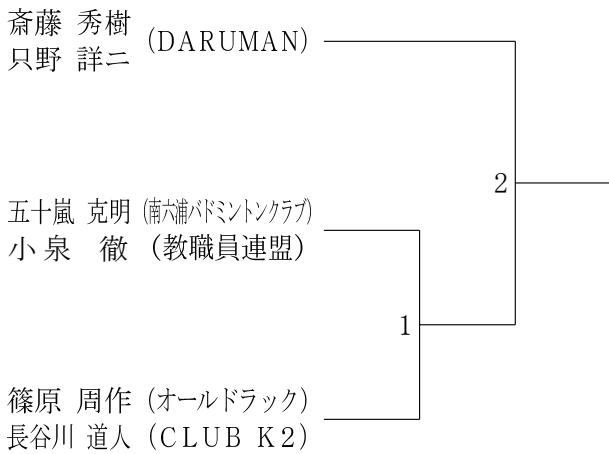 斎藤 秀樹 (DARUMAN)
只野 詳二
2
五十嵐 克明 (南六浦バドミントンクラブ)
小泉 徹 (教職員連盟)
1
篠原 周作 (オールドラック)
長谷川 道人 (CLUB K2)